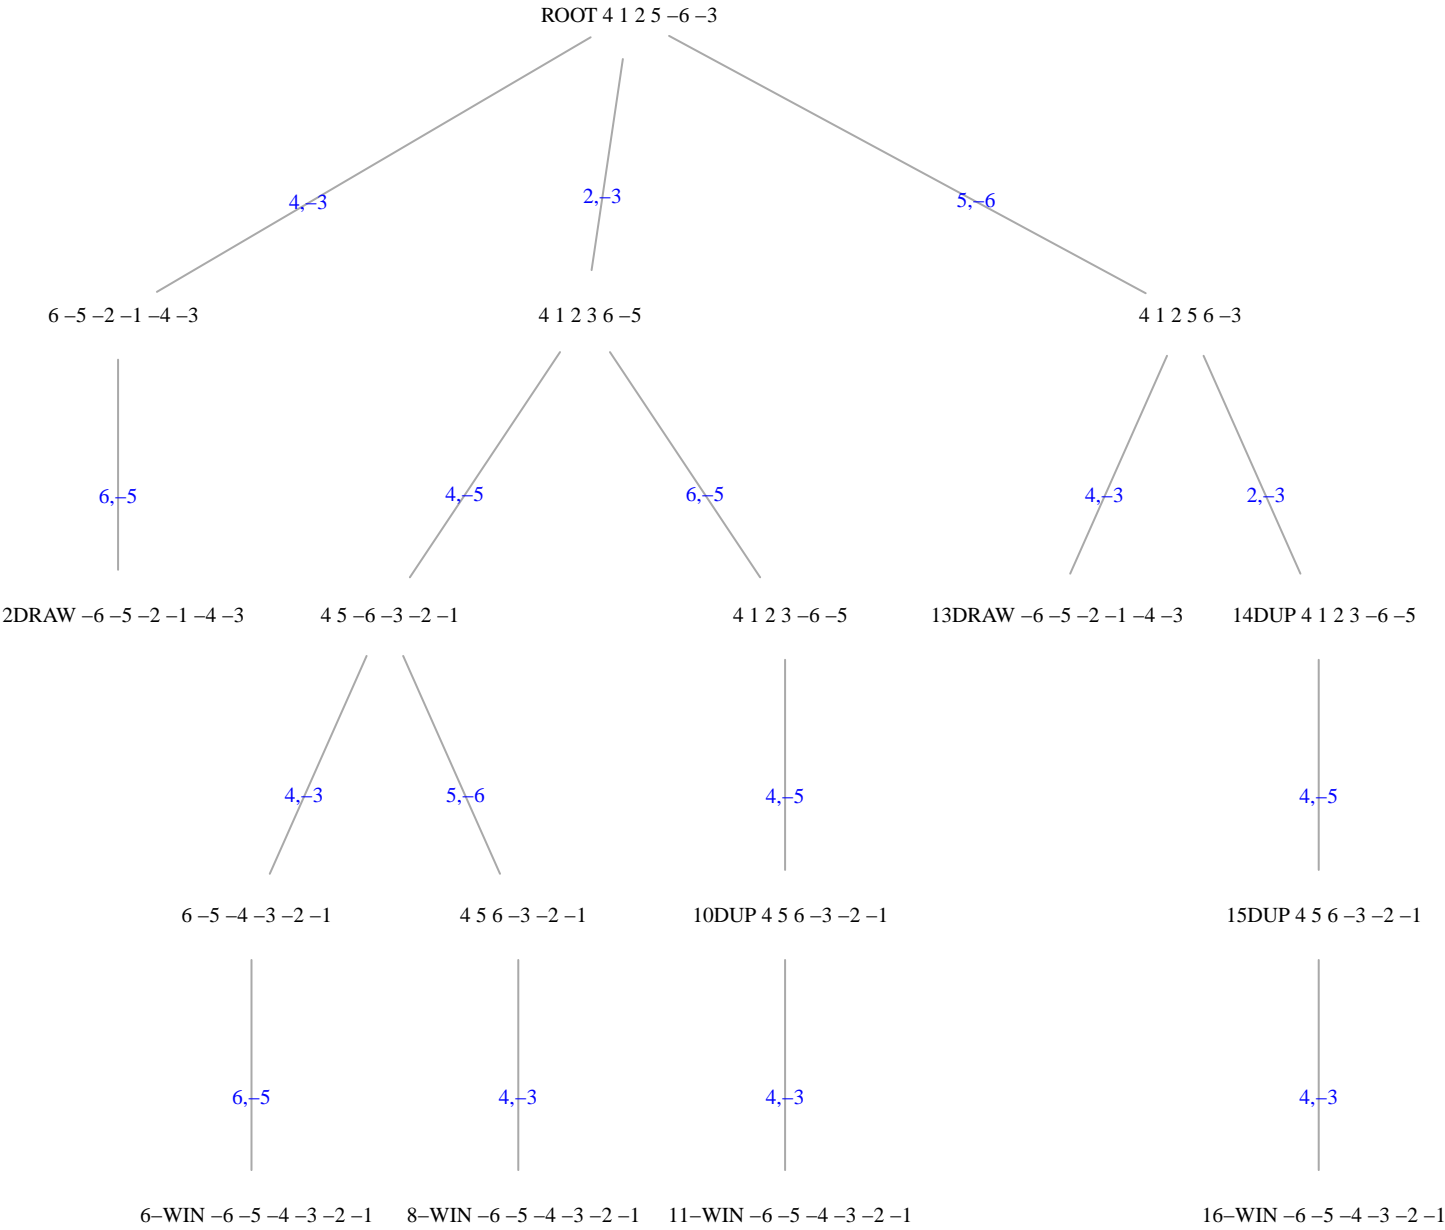 ROOT 4 1 2 5 –6 –3
4,–3
2,–3
5,–6
6 –5 –2 –1 –4 –3
4 1 2 3 6 –5
4 1 2 5 6 –3
6,–5
4,–5
6,–5
4,–3
2,–3
2DRAW –6 –5 –2 –1 –4 –3
4 5 –6 –3 –2 –1
4 1 2 3 –6 –5
13DRAW –6 –5 –2 –1 –4 –3
14DUP 4 1 2 3 –6 –5
4,–3
5,–6
4,–5
4,–5
6 –5 –4 –3 –2 –1
4 5 6 –3 –2 –1
10DUP 4 5 6 –3 –2 –1
15DUP 4 5 6 –3 –2 –1
6,–5
4,–3
4,–3
4,–3
6–WIN –6 –5 –4 –3 –2 –1
8–WIN –6 –5 –4 –3 –2 –1
11–WIN –6 –5 –4 –3 –2 –1
16–WIN –6 –5 –4 –3 –2 –1